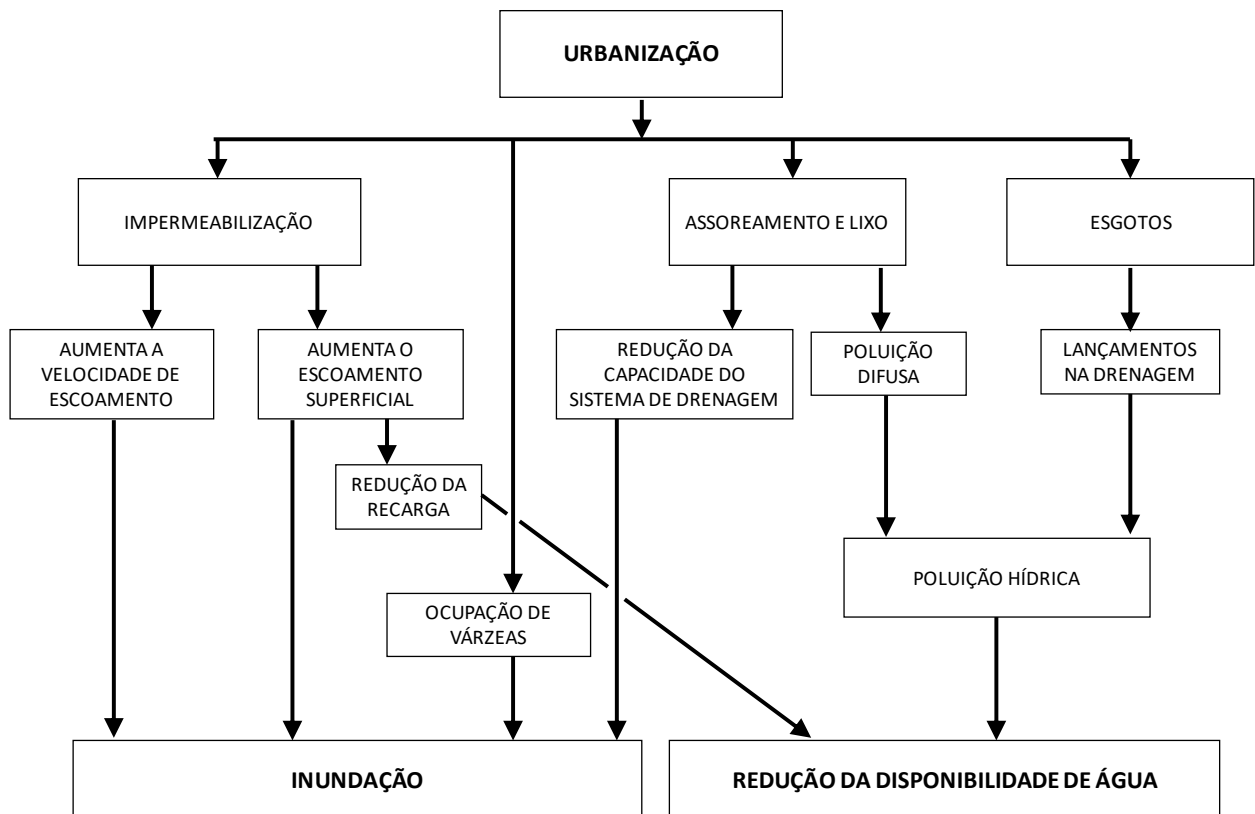 URBANIZAÇÃO
IMPERMEABILIZAÇÃO
ASSOREAMENTO E LIXO
ESGOTOS
AUMENTA A
VELOCIDADE DE
ESCOAMENTO
AUMENTA O
ESCOAMENTO
SUPERFICIAL
REDUÇÃO DA
CAPACIDADE DO
SISTEMA DE DRENAGEM
POLUIÇÃO
DIFUSA
LANÇAMENTOS
NA DRENAGEM
REDUÇÃO DA
RECARGA
POLUIÇÃO HÍDRICA
OCUPAÇÃO DE
VÁRZEAS
INUNDAÇÃO
REDUÇÃO DA DISPONIBILIDADE DE ÁGUA